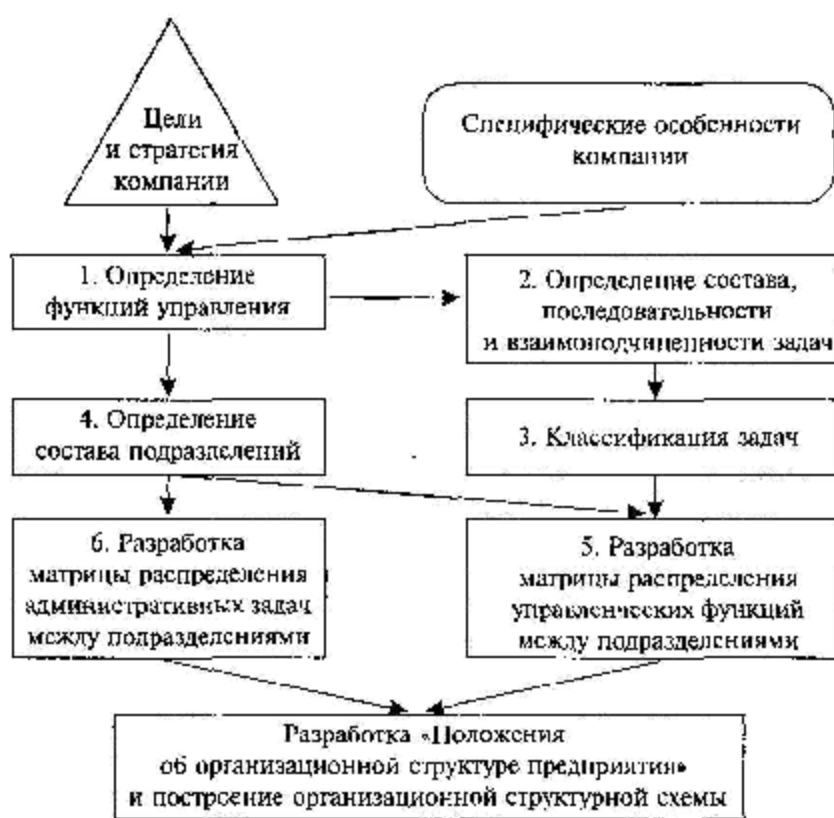 Цели
и стратегия
компании
Специфические особенности
компании
1. Определение
функций управления
2. Определение состава,
последовательности
и взаимоподчиненности задач
4. Определение
состава подразделений
3. Классификация задач
6. Разработка
матрицы распределения
административных задач
между подразделениями
5. Разработка
матрицы распределения
управленческих функций
между подразделениями
Разработка «Положения
об организационной структуре предприятия»
и построение организационной структурной схемы